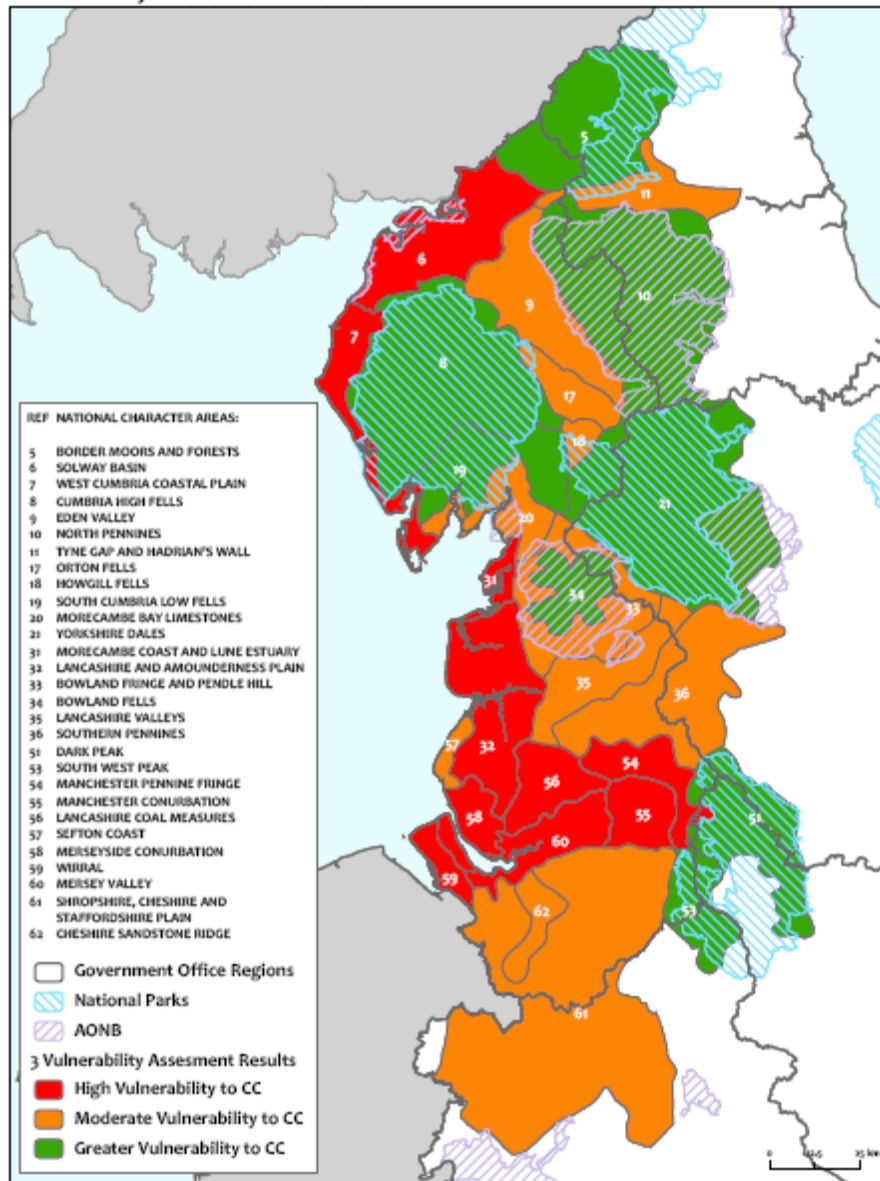 5
11
6
10
9
7
8
17
18
19
21
20
31
34
33
35
36
57
32
54
56
58
55
51
60
59
62
53
61
REF NATIONAL CHARACTER AREAS:
5 BORDER MOORS AND FORESTS
6 SOLWAY BASIN
7 WEST CUMBRIA COASTAL PLAIN
8 CUMBRIA HIGH FELLS
9 EDEN VALLEY
10 NORTH PENNINES
11 TYNE GAP AND HADRIAN'S WALL
17 ORTON FELLS
18 HOWGILL FELLS
19 SOUTH CUMBRIA LOW FELLS
20 MORECAMBE BAY LIMESTONES
21 YORKSHIRE DALES
31 MORECAMBE COAST AND LUNE ESTUARY
32 LANCASHIRE AND AMOUNDERNESS PLAIN
33 BOWLAND FRINGE AND PENDLE HILL
34 BOWLAND FELLS
35 LANCASHIRE VALLEYS
36 SOUTHERN PENNINES
51 DARK PEAK
53 SOUTH WEST PEAK
54 MANCHESTER PENNINE FRINGE
55 MANCHESTER CONURBATION
56 LANCASHIRE COAL MEASURES
57 SEFTON COAST
58 MERSEYSIDE CONURBATION
59 WIRRAL
60 MERSEY VALLEY
61 SHROPSHIRE, CHESHIRE AND
STAFFORDSHIRE PLAIN
62 CHESHIRE SANDSTONE RIDGE
Government Office Regions
National Parks
AONB
3 Vulnerability Assesment Results
High Vulnerability to CC
Moderate Vulnerability to CC
Greater Vulnerability to CC
0 12.5 25 km